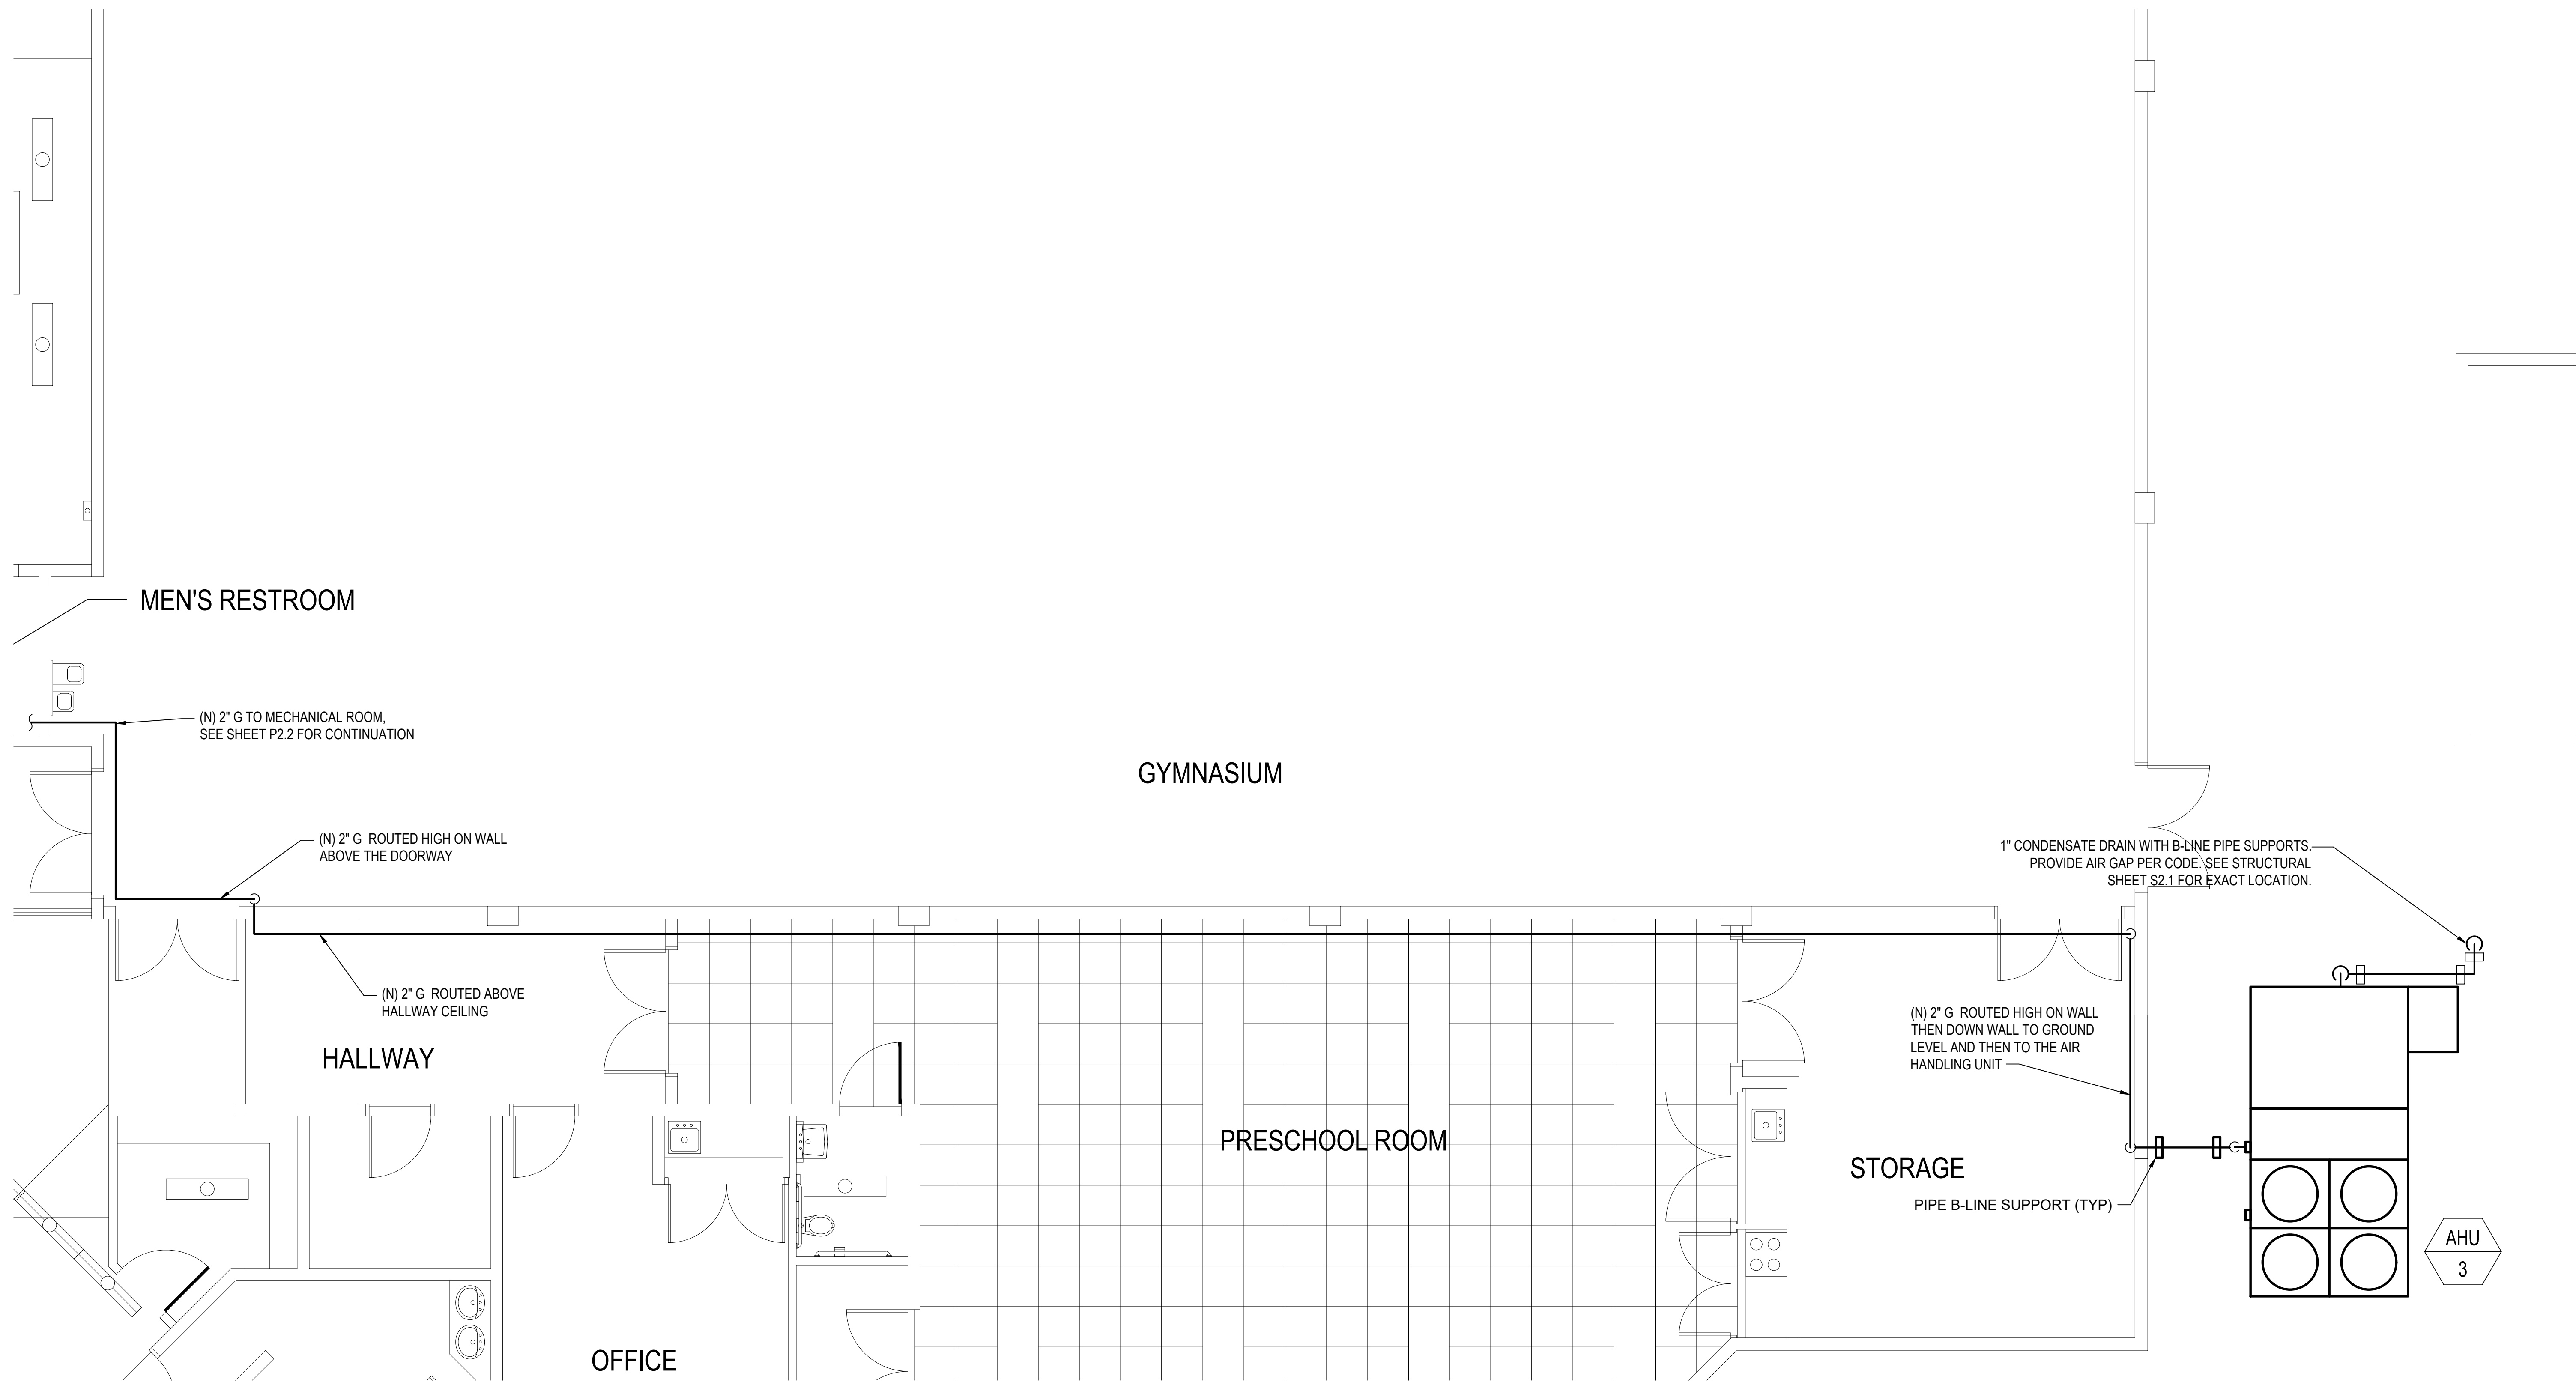 MEN'S RESTROOM
(N) 2" G TO MECHANICAL ROOM,
SEE SHEET P2.2 FOR CONTINUATION
GYMNASIUM
(N) 2" G ROUTED HIGH ON WALL
ABOVE THE DOORWAY
1" CONDENSATE DRAIN WITH B-LINE PIPE SUPPORTS.
PROVIDE AIR GAP PER CODE. SEE STRUCTURAL
SHEET S2.1 FOR EXACT LOCATION.
(N) 2" G ROUTED ABOVE
HALLWAY CEILING
HALLWAY
(N) 2" G ROUTED HIGH ON WALL
THEN DOWN WALL TO GROUND
LEVEL AND THEN TO THE AIR
HANDLING UNIT
PRESCHOOL ROOM
STORAGE
PIPE B-LINE SUPPORT (TYP)
AHU
3
OFFICE